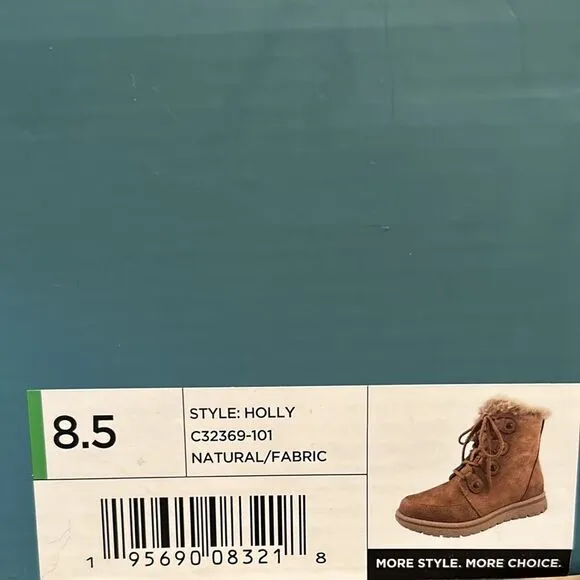 8.5
STYLE: HOLLY
C32369-101
NATURAL/FABRIC
1 95690 08321 8
MORE STYLE. MORE CHOICE.